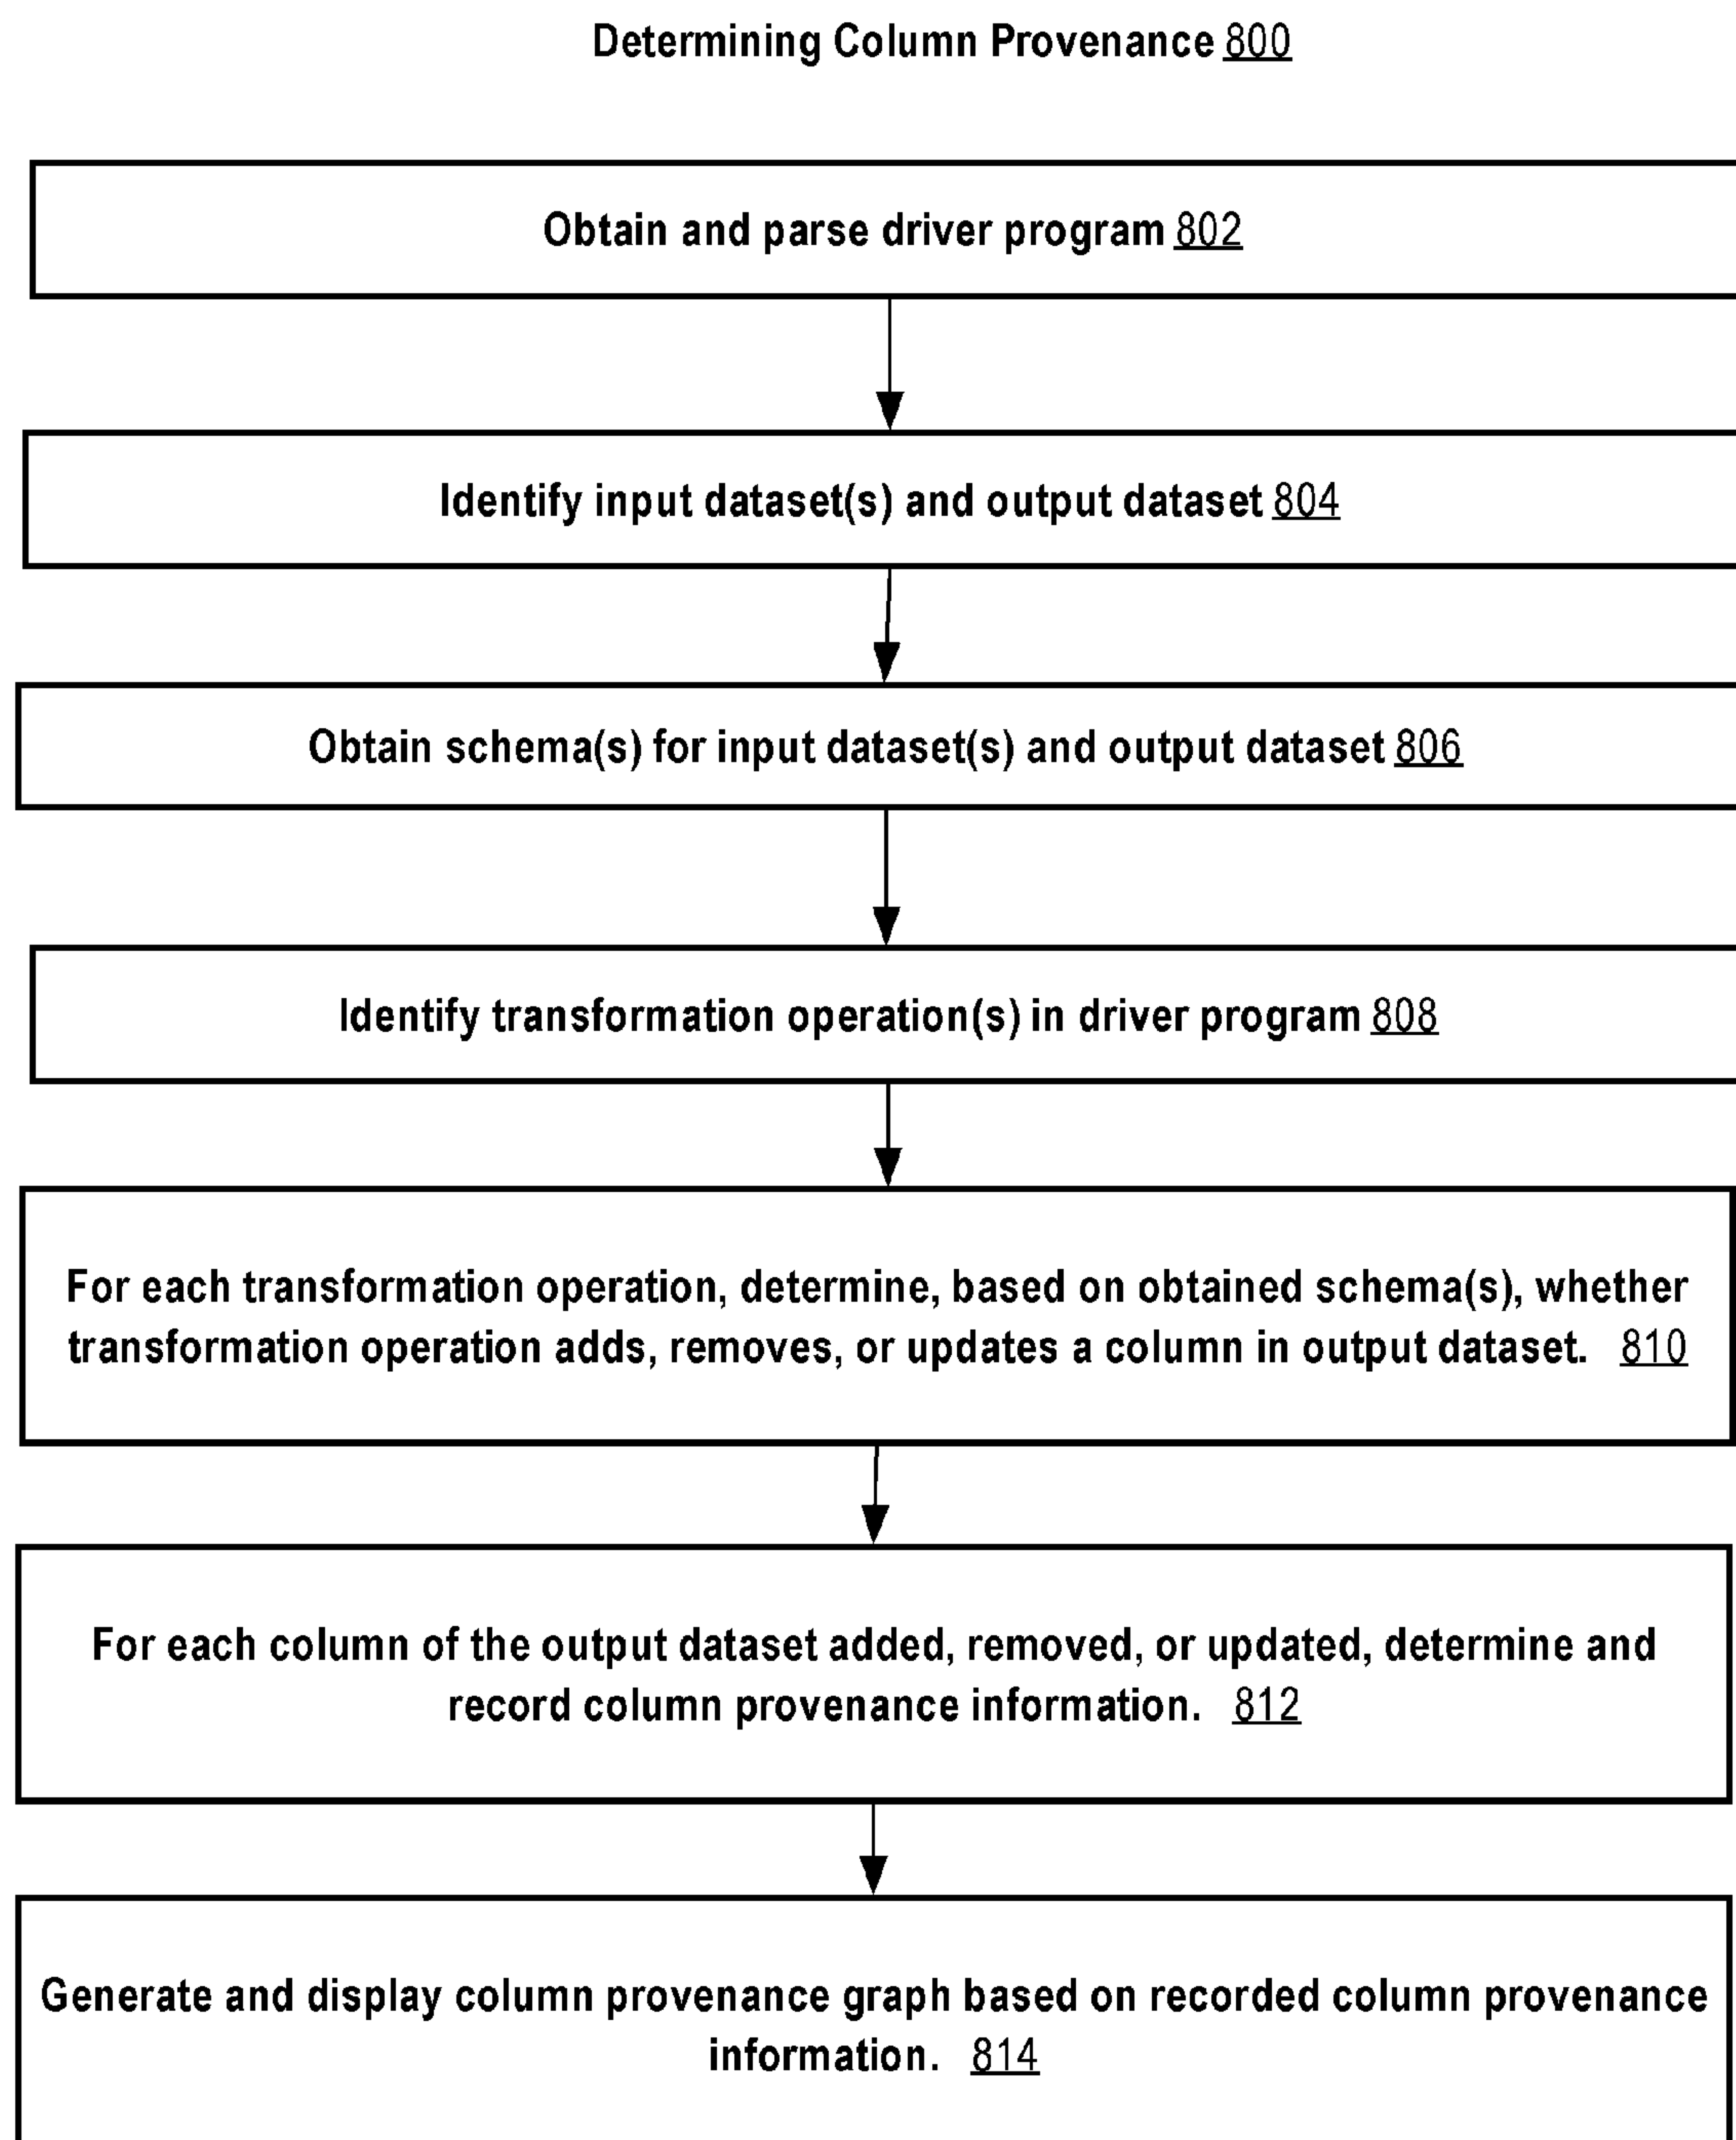 Determining Column Provenance 800
Obtain and parse driver program 802
Identify input dataset(s) and output dataset 804
Obtain schema(s) for input dataset(s) and output dataset 806
Identify transformation operation(s) in driver program 808
For each transformation operation, determine, based on obtained schema(s), whether
transformation operation adds, removes, or updates a column in output dataset. 810
For each column of the output dataset added, removed, or updated, determine and
record column provenance information. 812
Generate and display column provenance graph based on recorded column provenance
information. 814